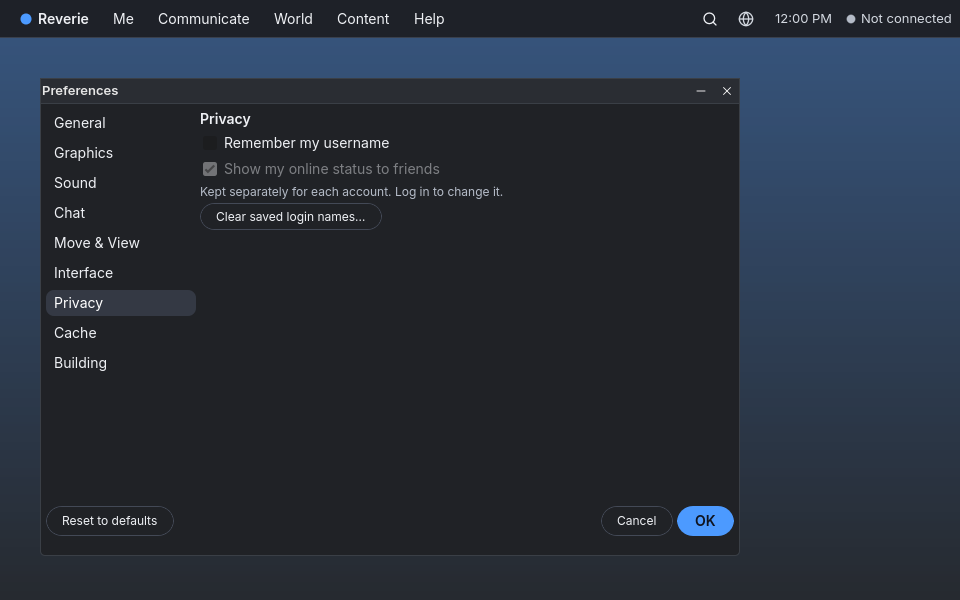 Reverie Me Communicate World Content Help 12:00 PM Not connected
Preferences
General
Graphics
Sound
Chat
Move & View
Interface
Privacy
Cache
Building
Privacy
Remember my username
Show my online status to friends
Kept separately for each account. Log in to change it.
Clear saved login names...
Reset to defaults
Cancel
OK